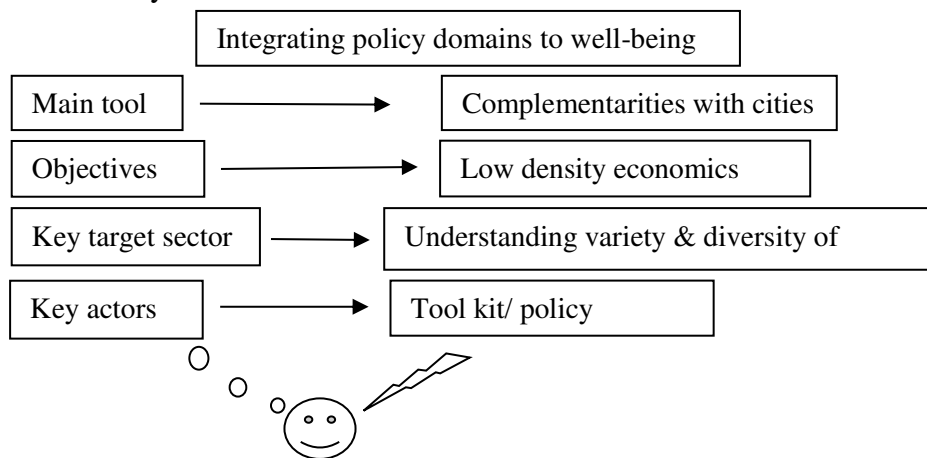 Integrating policy domains to well-being
Main tool
Complementarities with cities
Objectives
Low density economics
Key target sector
Understanding variety & diversity of
Key actors
Tool kit/ policy